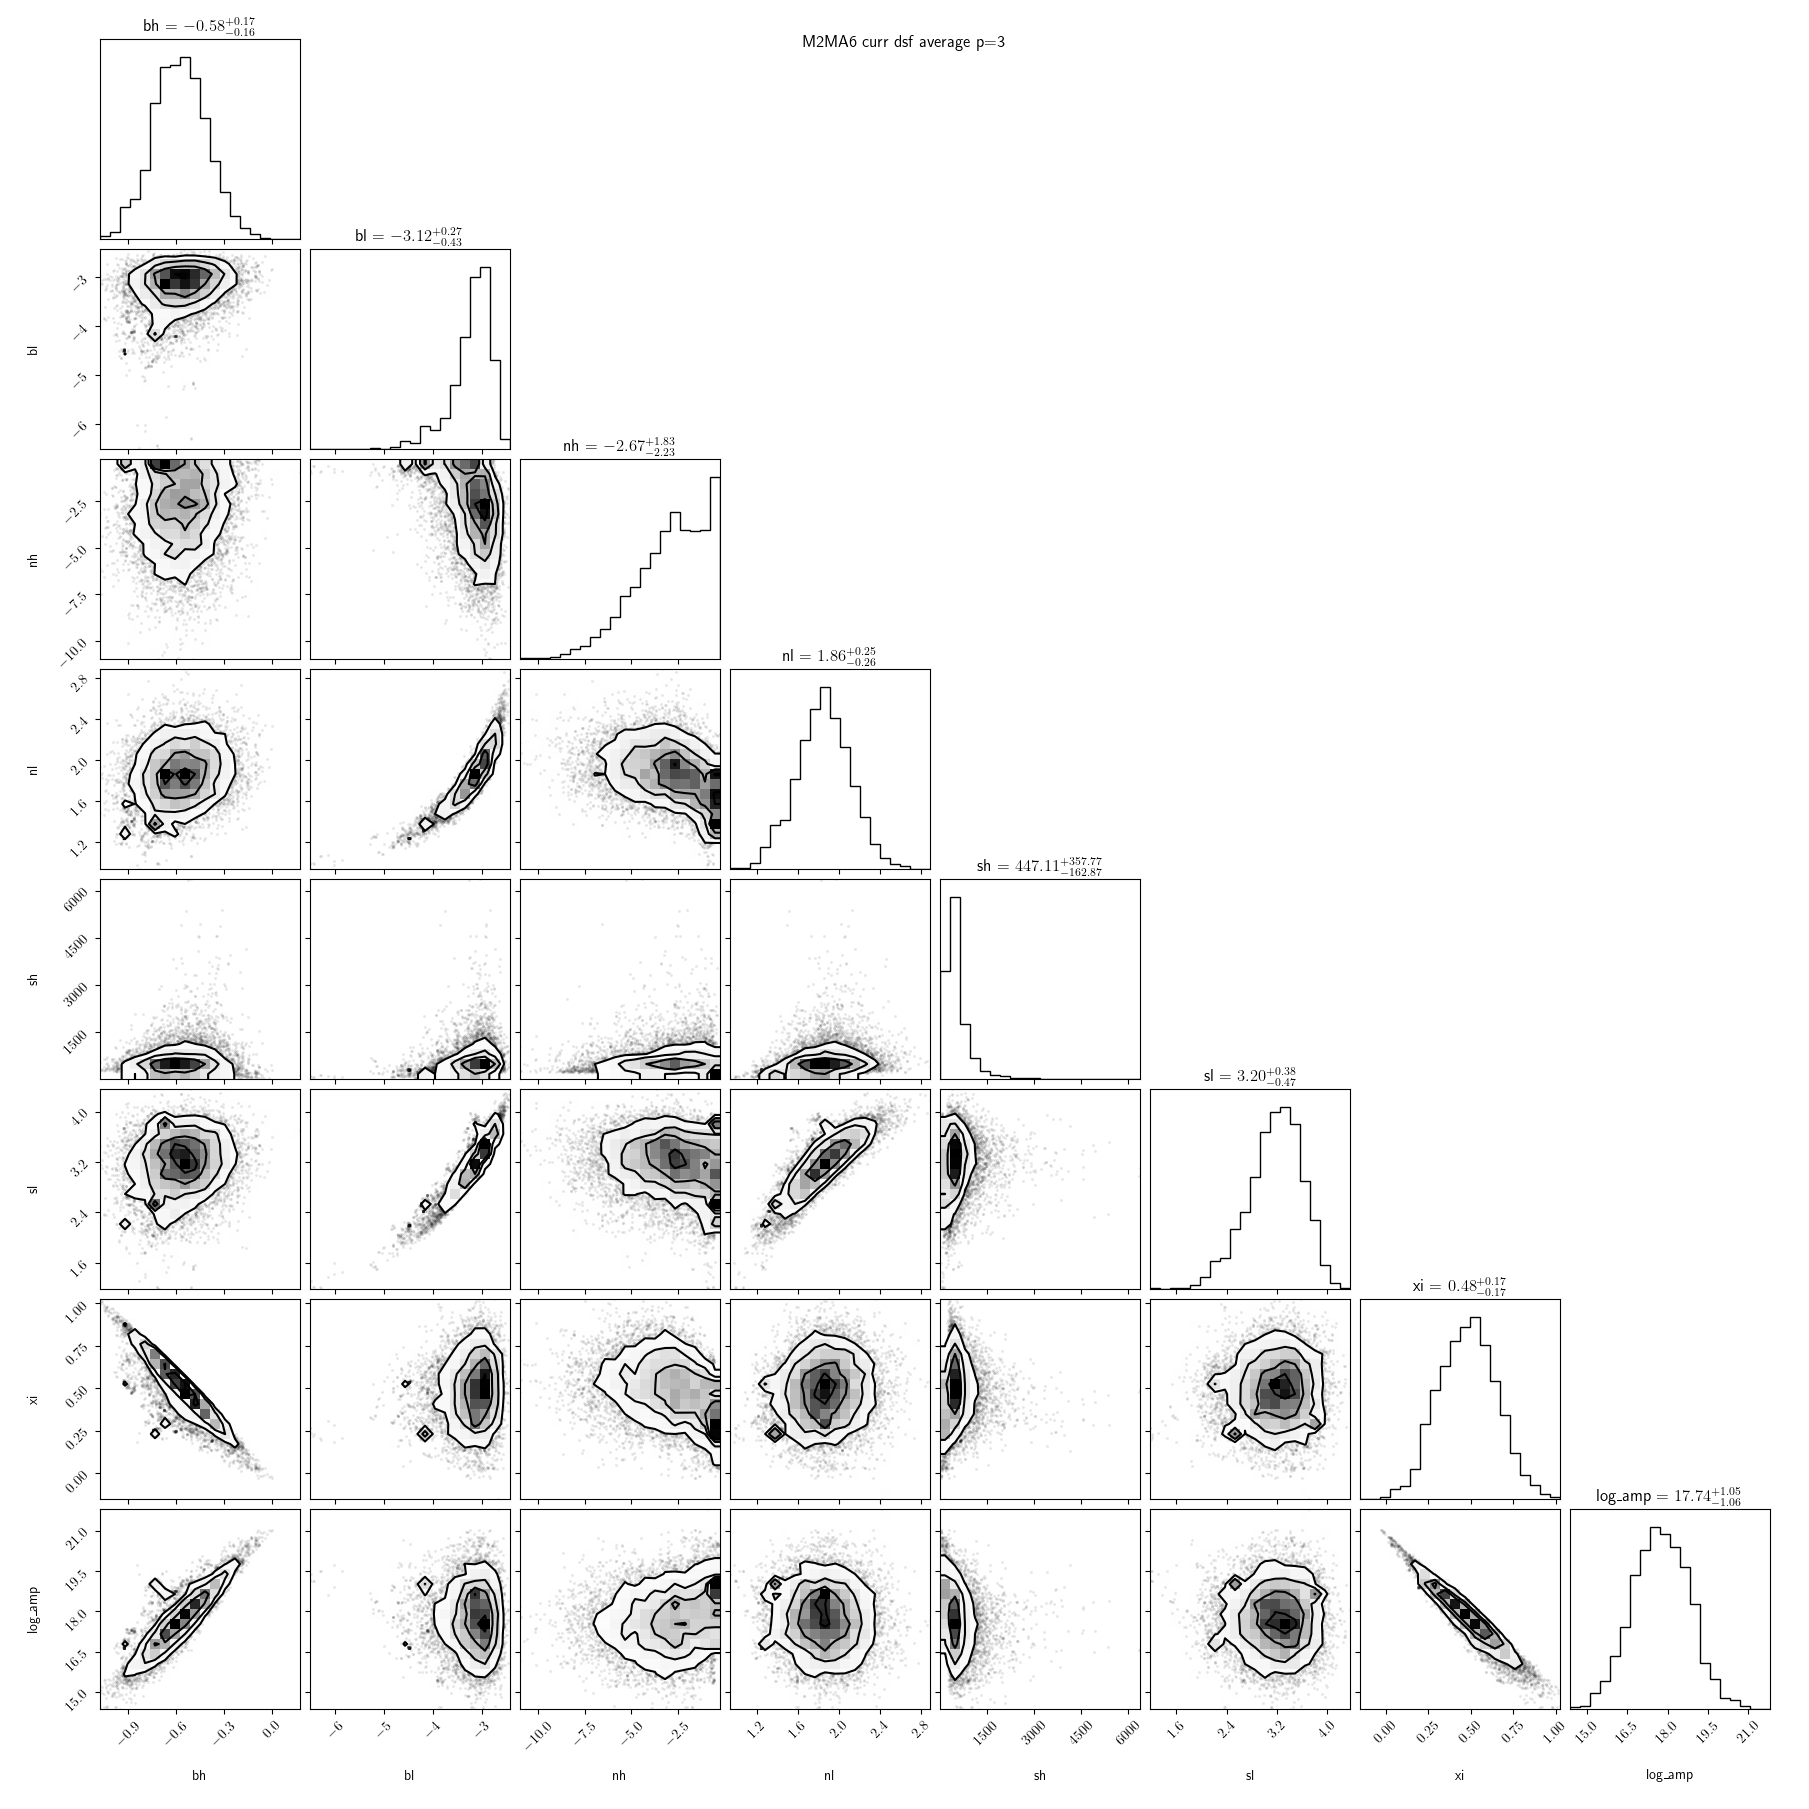 M2MA6 curr dsf average p=3
bh = −0.58 +0.17 −0.16
bl = −3.12 +0.27 −0.43
−3
−4
−5
−6
bl
nh = −2.67 +1.83 −2.23
−2.5
−5.0
−7.5
−10.0
nh
nl = 1.86 +0.25 −0.26
2.8
2.4
2.0
1.6
1.2
nl
sh = 447.11 +357.77 −162.87
6000
4500
3000
1500
sh
sl = 3.20 +0.38 −0.47
4.0
3.2
2.4
1.6
sl
xi = 0.48 +0.17 −0.17
1.00
0.75
0.50
0.25
0.00
xi
log_amp = 17.74 +1.05 −1.06
21.0
19.5
18.0
16.5
15.0
log_amp
−0.9 −0.6 −0.3 0.0 −6 −5 −4 −3 −10.0 −7.5 −5.0 −2.5 1.2 1.6 2.0 2.4 2.8 1500 3000 4500 6000 1.6 2.4 3.2 4.0 0.00 0.25 0.50 0.75 1.00 15.0 16.5 18.0 19.5 21.0
bh bl nh nl sh sl xi log_amp